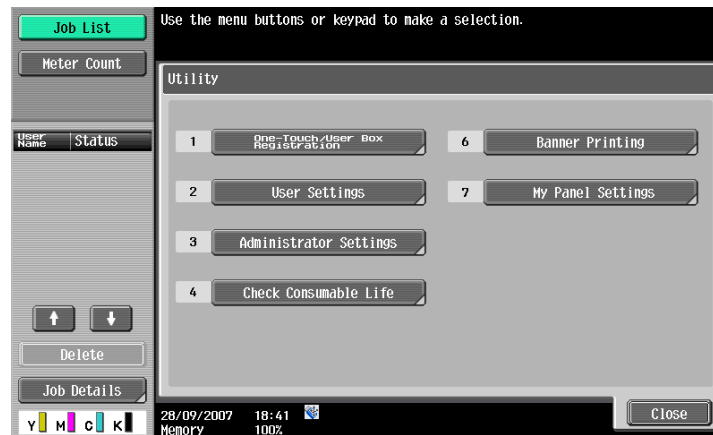 Job List
Meter Count
User Name Status
Delete
Job Details
Y M C K
Use the menu buttons or keypad to make a selection.
Utility
1 One-Touch/User Box Registration
2 User Settings
3 Administrator Settings
4 Check Consumable Life
6 Banner Printing
7 My Panel Settings
28/09/2007 18:41
Memory 100%
Close